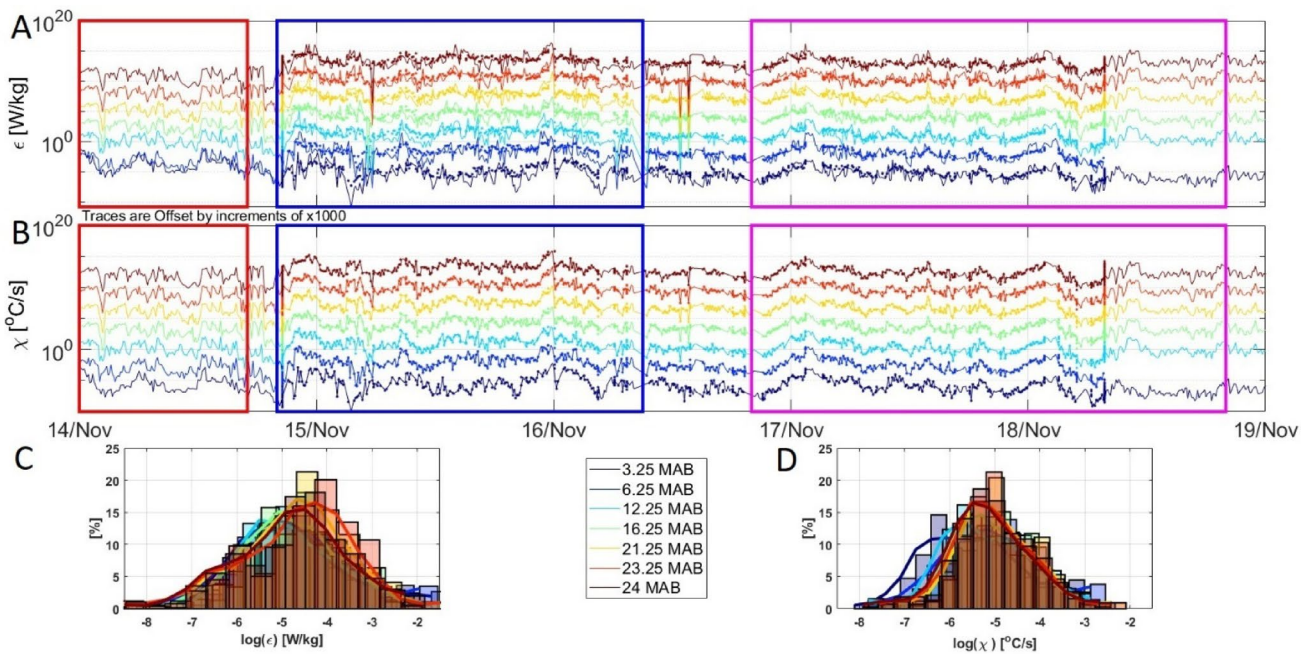 A
10^20
10^0
ϵ [W/kg]
Traces are Offset by increments of x1000
B
10^20
10^0
χ [°C/s]
14/Nov 15/Nov 16/Nov 17/Nov 18/Nov 19/Nov
C
25
20
15
10
5
0
[%]
-8 -7 -6 -5 -4 -3 -2
log(ϵ) [W/kg]
3.25 MAB
6.25 MAB
12.25 MAB
16.25 MAB
21.25 MAB
23.25 MAB
24 MAB
D
25
20
15
10
5
0
[%]
-8 -7 -6 -5 -4 -3 -2
log(χ) [°C/s]